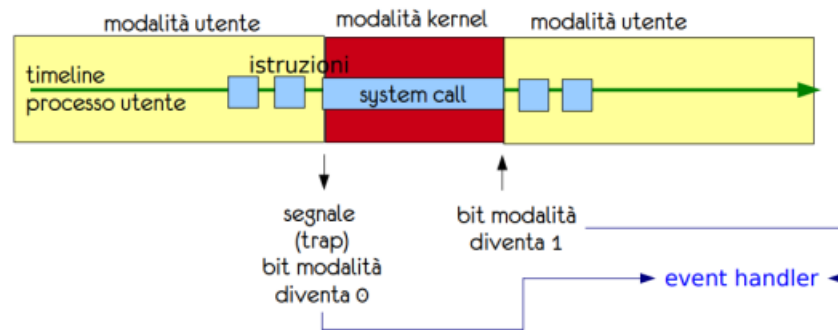 modalità utente
modalità kernel
modalità utente
istruzioni
timeline
processo utente
system call
segnale
(trap)
bit modalità
diventa 0
bit modalità
diventa 1
event handler